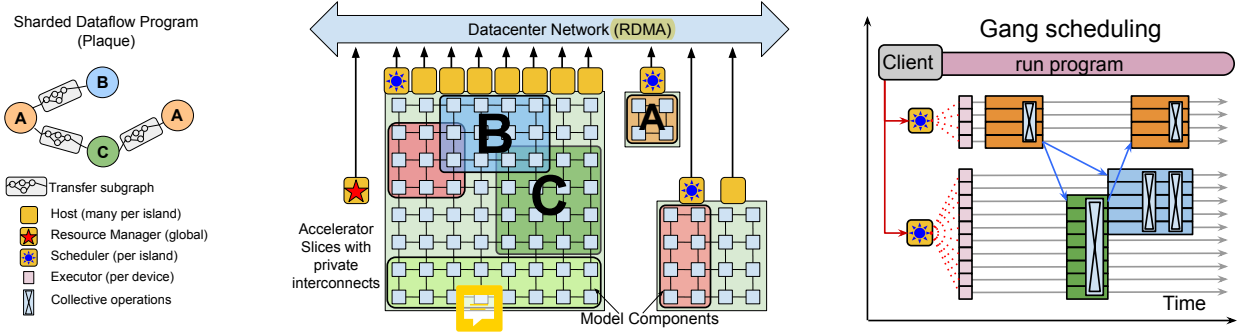 Sharded Dataflow Program
(Plaque)
B
A
A
C
Transfer subgraph
Host (many per island)
Resource Manager (global)
Scheduler (per island)
Executor (per device)
Collective operations
Datacenter Network (RDMA)
B
C
A
Accelerator
Slices with
private
interconnects
Model Components
Gang scheduling
Client
run program
Time